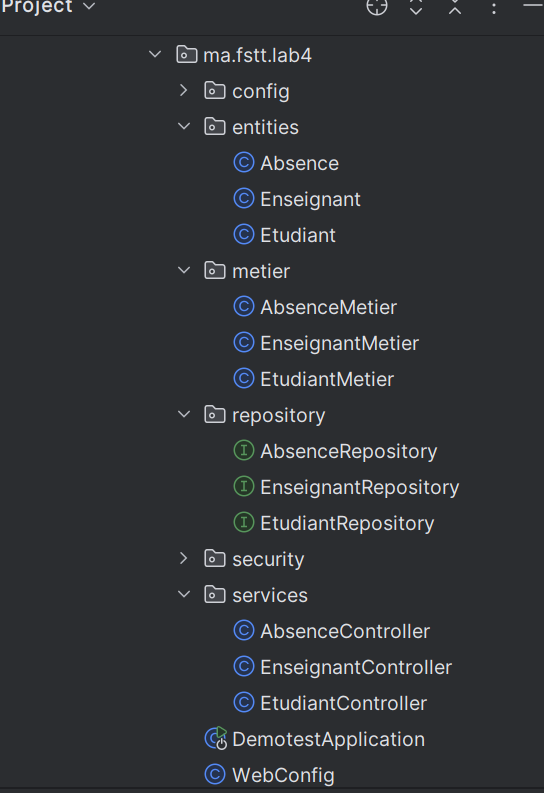 Project
ma.fstt.lab4
config
entities
C Absence
C Enseignant
C Etudiant
metier
C AbsenceMetier
C EnseignantMetier
C EtudiantMetier
repository
I AbsenceRepository
I EnseignantRepository
I EtudiantRepository
security
services
C AbsenceController
C EnseignantController
C EtudiantController
C DemotestApplication
C WebConfig